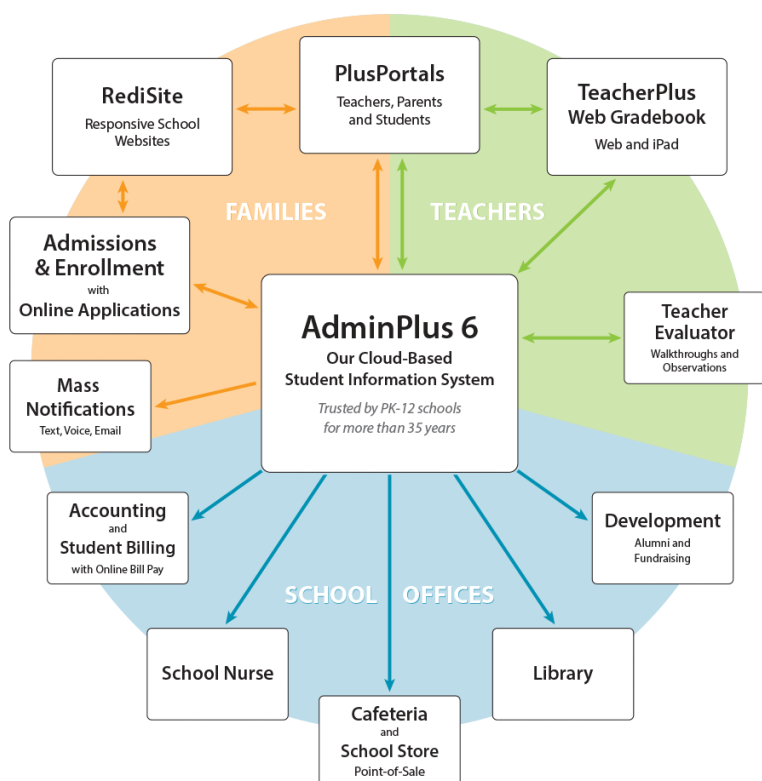 PlusPortals
Teachers, Parents
and Students
RediSite
Responsive School
Websites
TeacherPlus
Web Gradebook
Web and iPad
FAMILIES
TEACHERS
Admissions
& Enrollment
with
Online Applications
AdminPlus 6
Our Cloud-Based
Student Information System
Trusted by PK-12 schools
for more than 35 years
Teacher
Evaluator
Walkthroughs and
Observations
Mass
Notifications
Text, Voice, Email
Accounting
and
Student Billing
with Online Bill Pay
Development
Alumni and
Fundraising
SCHOOL OFFICES
School Nurse
Library
Cafeteria
and
School Store
Point-of-Sale